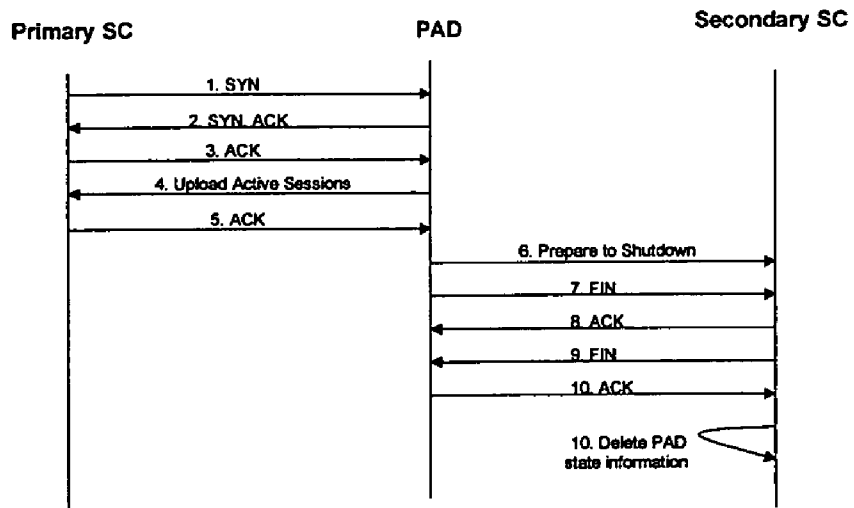 Primary SC
PAD
Secondary SC
1. SYN
2. SYN, ACK
3. ACK
4. Upload Active Sessions
5. ACK
6. Prepare to Shutdown
7. FIN
8. ACK
9. FIN
10. ACK
10. Delete PAD
state information